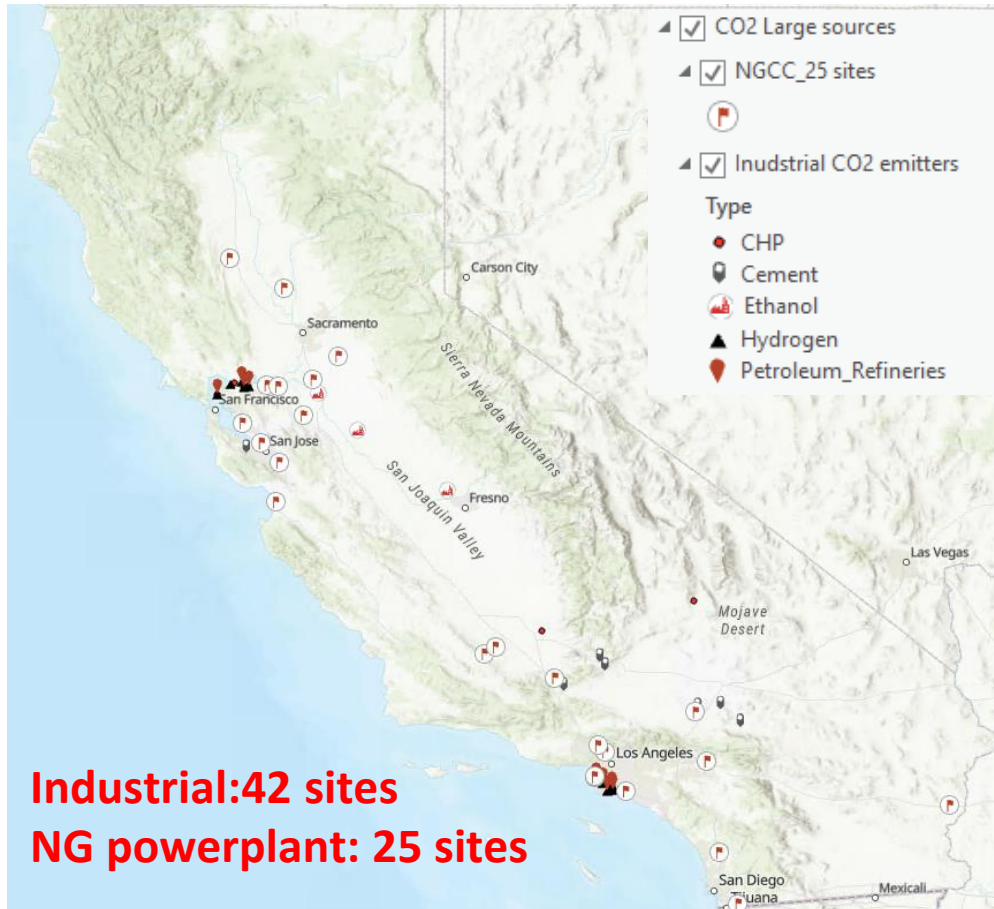 CO2 Large sources
NGCC_25 sites
Inudstrial CO2 emitters
Type
CHP
Cement
Ethanol
Hydrogen
Petroleum_Refineries
Carson City
Sacramento
Sierra Nevada Mountains
San Francisco
San Jose
San Joaquin Valley
Fresno
Las Vegas
Mojave
Desert
Los Angeles
Industrial:42 sites
NG powerplant: 25 sites
San Diego
Tijuana
Mexicali